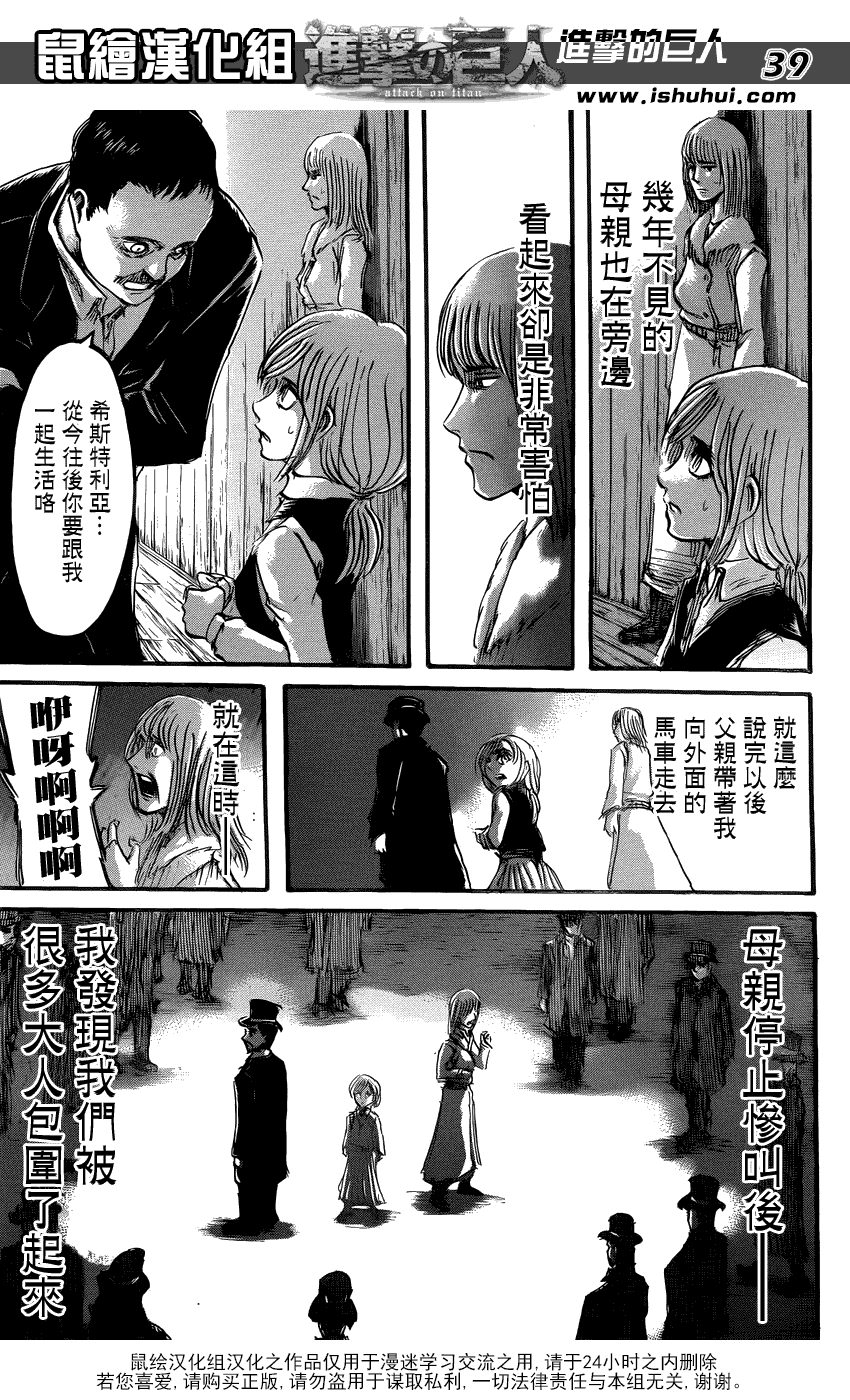 鼠繪漢化組
進撃の巨人
attack on titan
進擊的巨人
39
www.ishuhui.com
幾年不見的
母親也在旁邊
看起來卻是非常害怕
希斯特利亞…
從今往後你要跟我
一起生活咯
就這麼
說完以後
父親帶著我
向外面的
馬車走去
就在這時——
咿呀啊啊啊
母親停止慘叫後——
我發現我們被
很多大人包圍了起來
鼠绘汉化组汉化之作品仅用于漫迷学习交流之用, 请于24小时之内删除
若您喜爱, 请购买正版, 请勿用于谋取私利, 一切法律责任与本组无关, 谢谢。